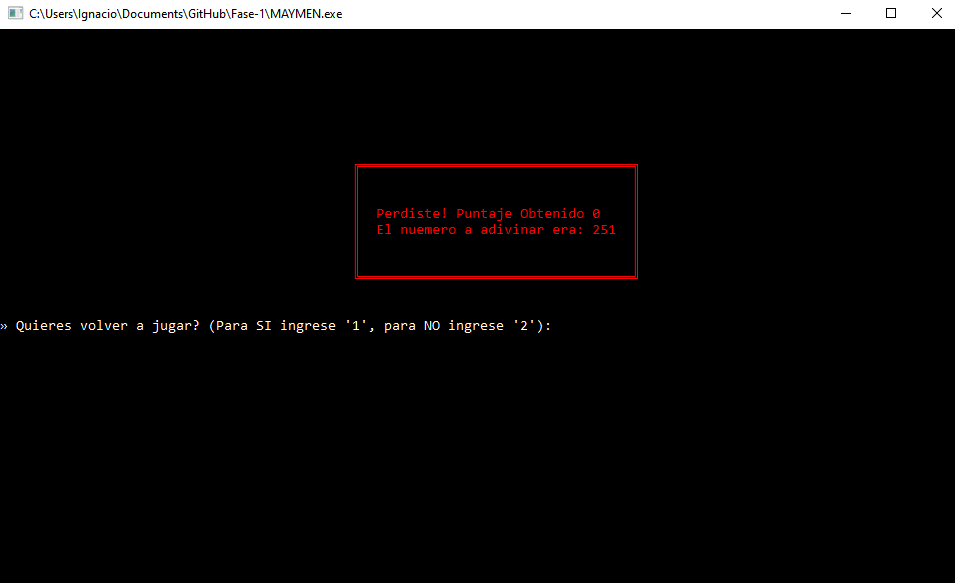 C:\Users\Ignacio\Documents\GitHub\Fase-1\MAYMEN.exe
Perdiste! Puntaje Obtenido 0
El nuemero a adivinar era: 251
» Quieres volver a jugar? (Para SI ingrese '1', para NO ingrese '2'):